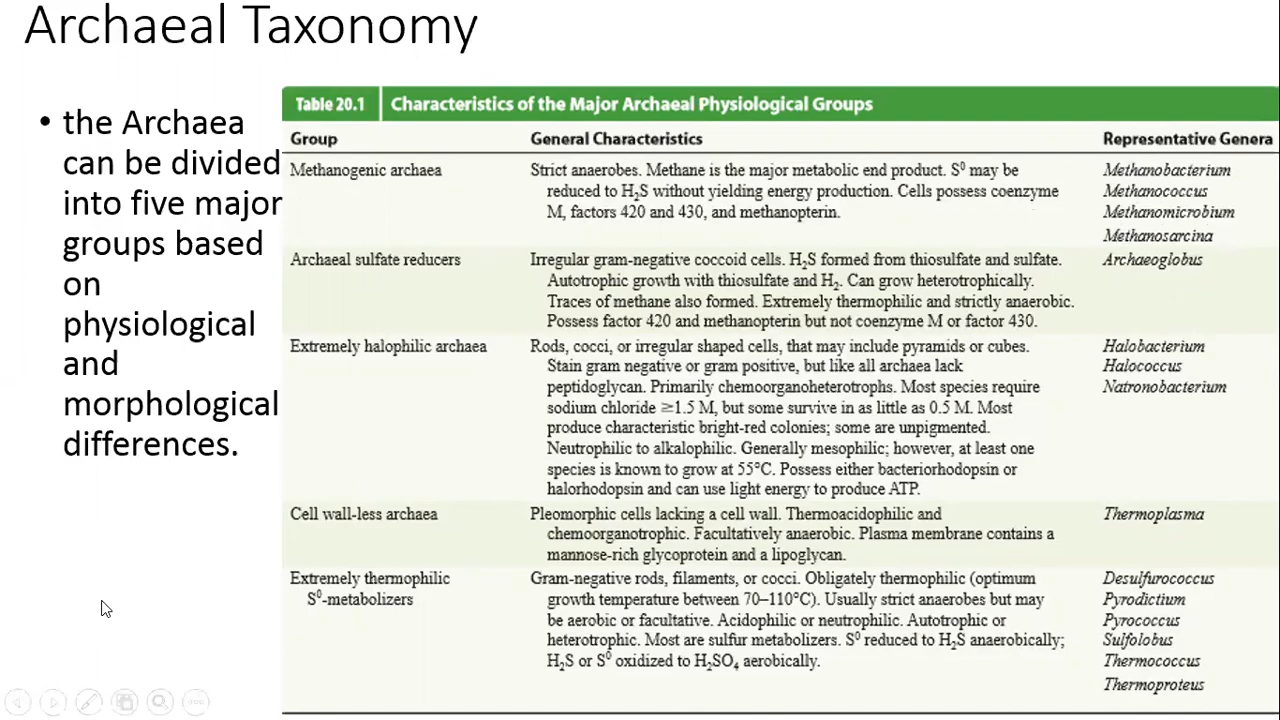 Archaeal Taxonomy
• the Archaea
can be divided
into five major
groups based
on
physiological
and
morphological
differences.
Table 20.1 Characteristics of the Major Archaeal Physiological Groups
Group General Characteristics Representative Genera
Methanogenic archaea Strict anaerobes. Methane is the major metabolic end product. S⁰ may be Methanobacterium
reduced to H₂S without yielding energy production. Cells possess coenzyme Methanococcus
M, factors 420 and 430, and methanopterin. Methanomicrobium
Methanosarcina
Archaeal sulfate reducers Irregular gram-negative coccoid cells. H₂S formed from thiosulfate and sulfate. Archaeoglobus
Autotrophic growth with thiosulfate and H₂. Can grow heterotrophically.
Traces of methane also formed. Extremely thermophilic and strictly anaerobic.
Possess factor 420 and methanopterin but not coenzyme M or factor 430.
Extremely halophilic archaea Rods, cocci, or irregular shaped cells, that may include pyramids or cubes. Halobacterium
Stain gram negative or gram positive, but like all archaea lack Halococcus
peptidoglycan. Primarily chemoorganoheterotrophs. Most species require Natronobacterium
sodium chloride ≥1.5 M, but some survive in as little as 0.5 M. Most
produce characteristic bright-red colonies; some are unpigmented.
Neutrophilic to alkalophilic. Generally mesophilic; however, at least one
species is known to grow at 55°C. Possess either bacteriorhodopsin or
halorhodopsin and can use light energy to produce ATP.
Cell wall-less archaea Pleomorphic cells lacking a cell wall. Thermoacidophilic and Thermoplasma
chemoorganotrophic. Facultatively anaerobic. Plasma membrane contains a
mannose-rich glycoprotein and a lipoglycan.
Extremely thermophilic Gram-negative rods, filaments, or cocci. Obligately thermophilic (optimum Desulfurococcus
S⁰-metabolizers growth temperature between 70–110°C). Usually strict anaerobes but may Pyrodictium
be aerobic or facultative. Acidophilic or neutrophilic. Autotrophic or Pyrococcus
heterotrophic. Most are sulfur metabolizers. S⁰ reduced to H₂S anaerobically; Sulfolobus
H₂S or S⁰ oxidized to H₂SO₄ aerobically. Thermococcus
Thermoproteus